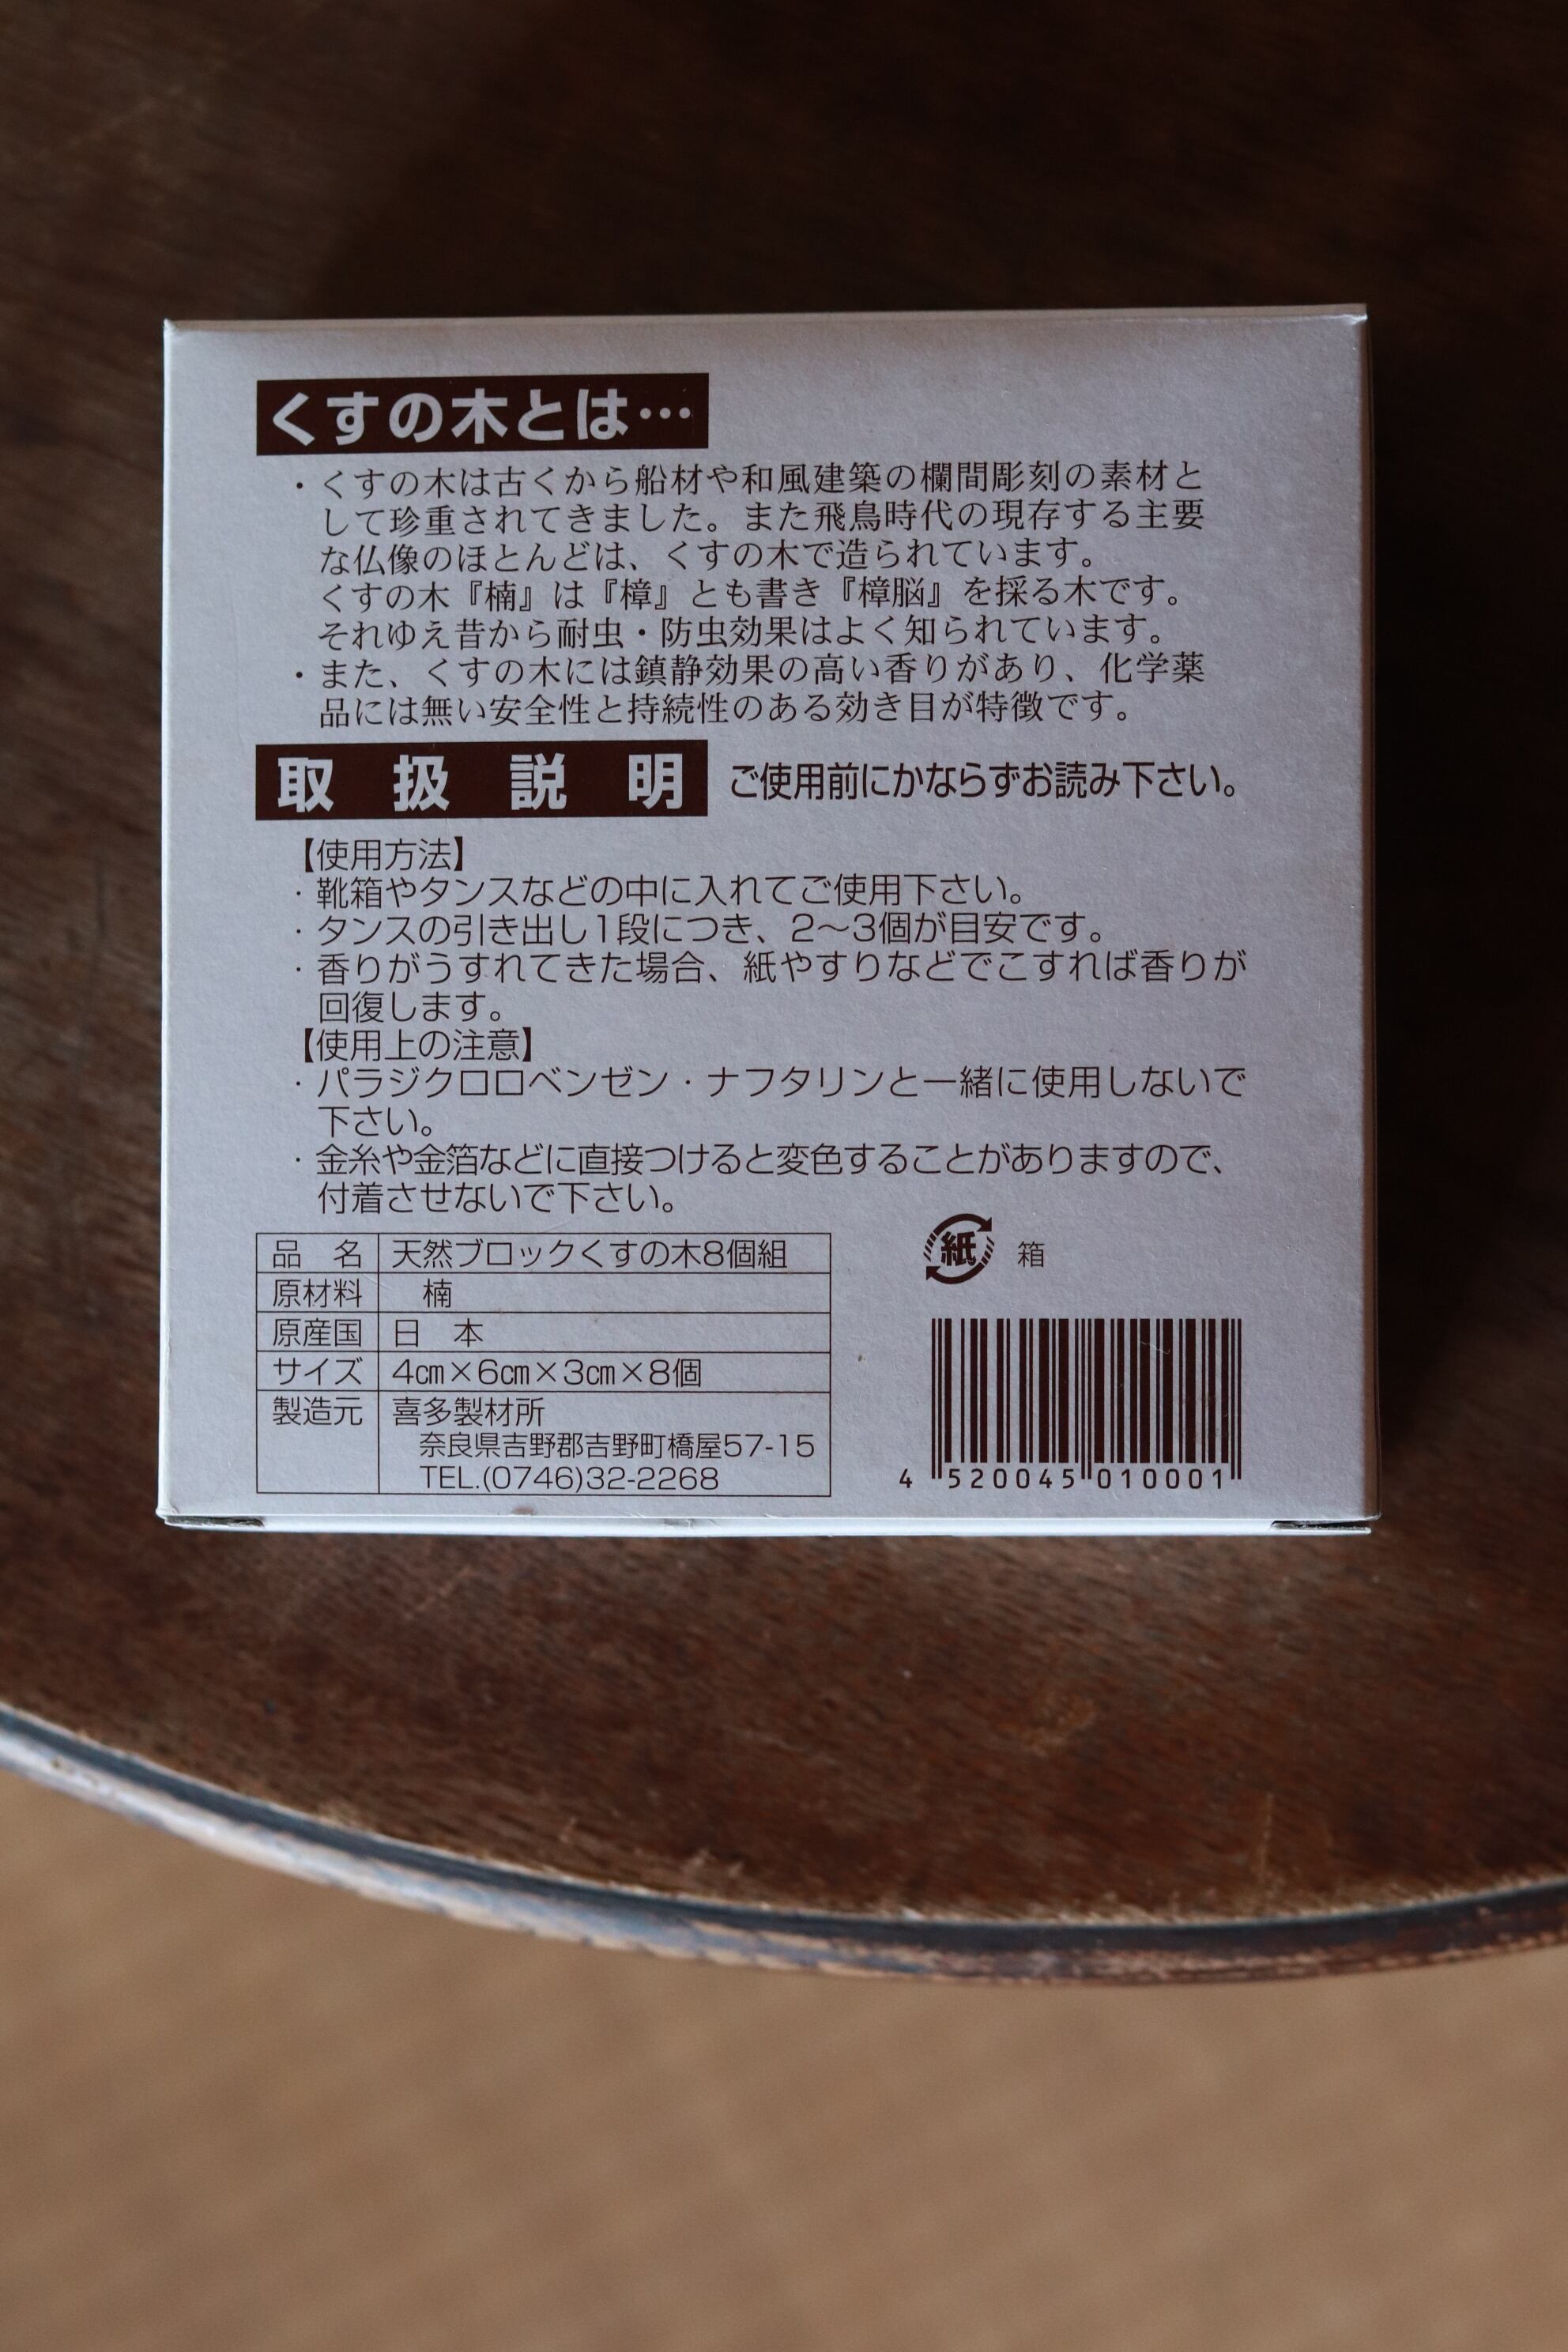 くすの木とは…
・くすの木は古くから船材や和風建築の欄間彫刻の素材と
して珍重されてきました。また飛鳥時代の現存する主要
な仏像のほとんどは、くすの木で造られています。
くすの木『楠』は『樟』とも書き『樟脳』を採る木です。
それゆえ昔から耐虫・防虫効果はよく知られています。
・また、くすの木には鎮静効果の高い香りがあり、化学薬
品には無い安全性と持続性のある効き目が特徴です。
取扱説明 ご使用前にかならずお読み下さい。
【使用方法】
・靴箱やタンスなどの中に入れてご使用下さい。
・タンスの引き出し1段につき、2〜3個が目安です。
・香りがうすれてきた場合、紙やすりなどでこすれば香りが
回復します。
【使用上の注意】
・パラジクロロベンゼン・ナフタリンと一緒に使用しないで
下さい。
・金糸や金箔などに直接つけると変色することがありますので、
付着させないで下さい。
品 名 天然ブロックくすの木8個組
原材料 楠
原産国 日 本
サイズ 4㎝×6㎝×3㎝×8個
製造元 喜多製材所
奈良県吉野郡吉野町橋屋57-15
TEL.(0746)32-2268
紙 箱
4 520045 010001